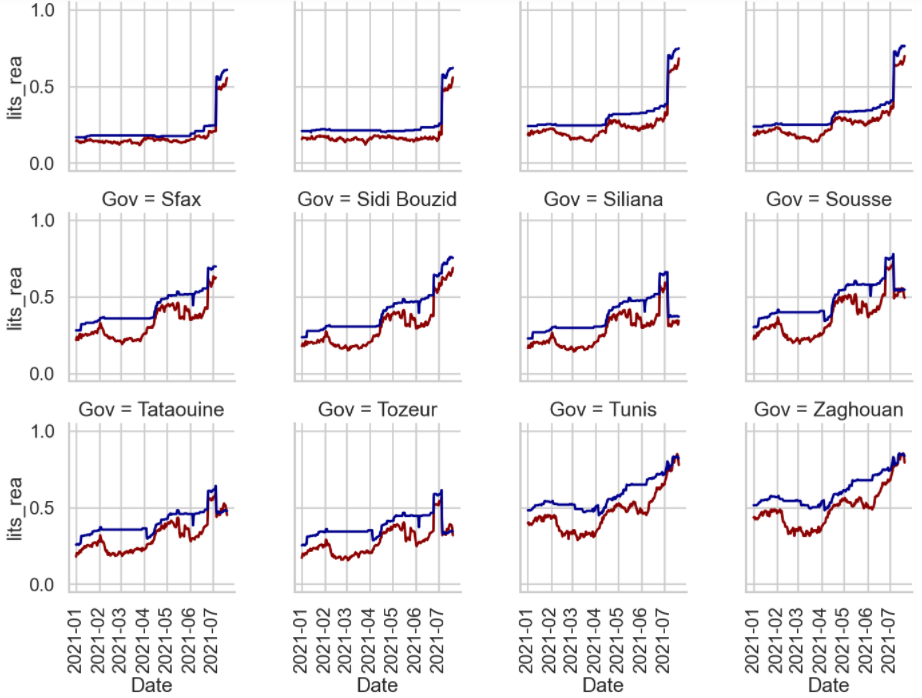 1.0
lits_rea
0.5
0.0
Gov = Sfax Gov = Sidi Bouzid Gov = Siliana Gov = Sousse
1.0
lits_rea
0.5
0.0
Gov = Tataouine Gov = Tozeur Gov = Tunis Gov = Zaghouan
1.0
lits_rea
0.5
0.0
2021-01 2021-02 2021-03 2021-04 2021-05 2021-06 2021-07 2021-01 2021-02 2021-03 2021-04 2021-05 2021-06 2021-07 2021-01 2021-02 2021-03 2021-04 2021-05 2021-06 2021-07 2021-01 2021-02 2021-03 2021-04 2021-05 2021-06 2021-07
Date Date Date Date